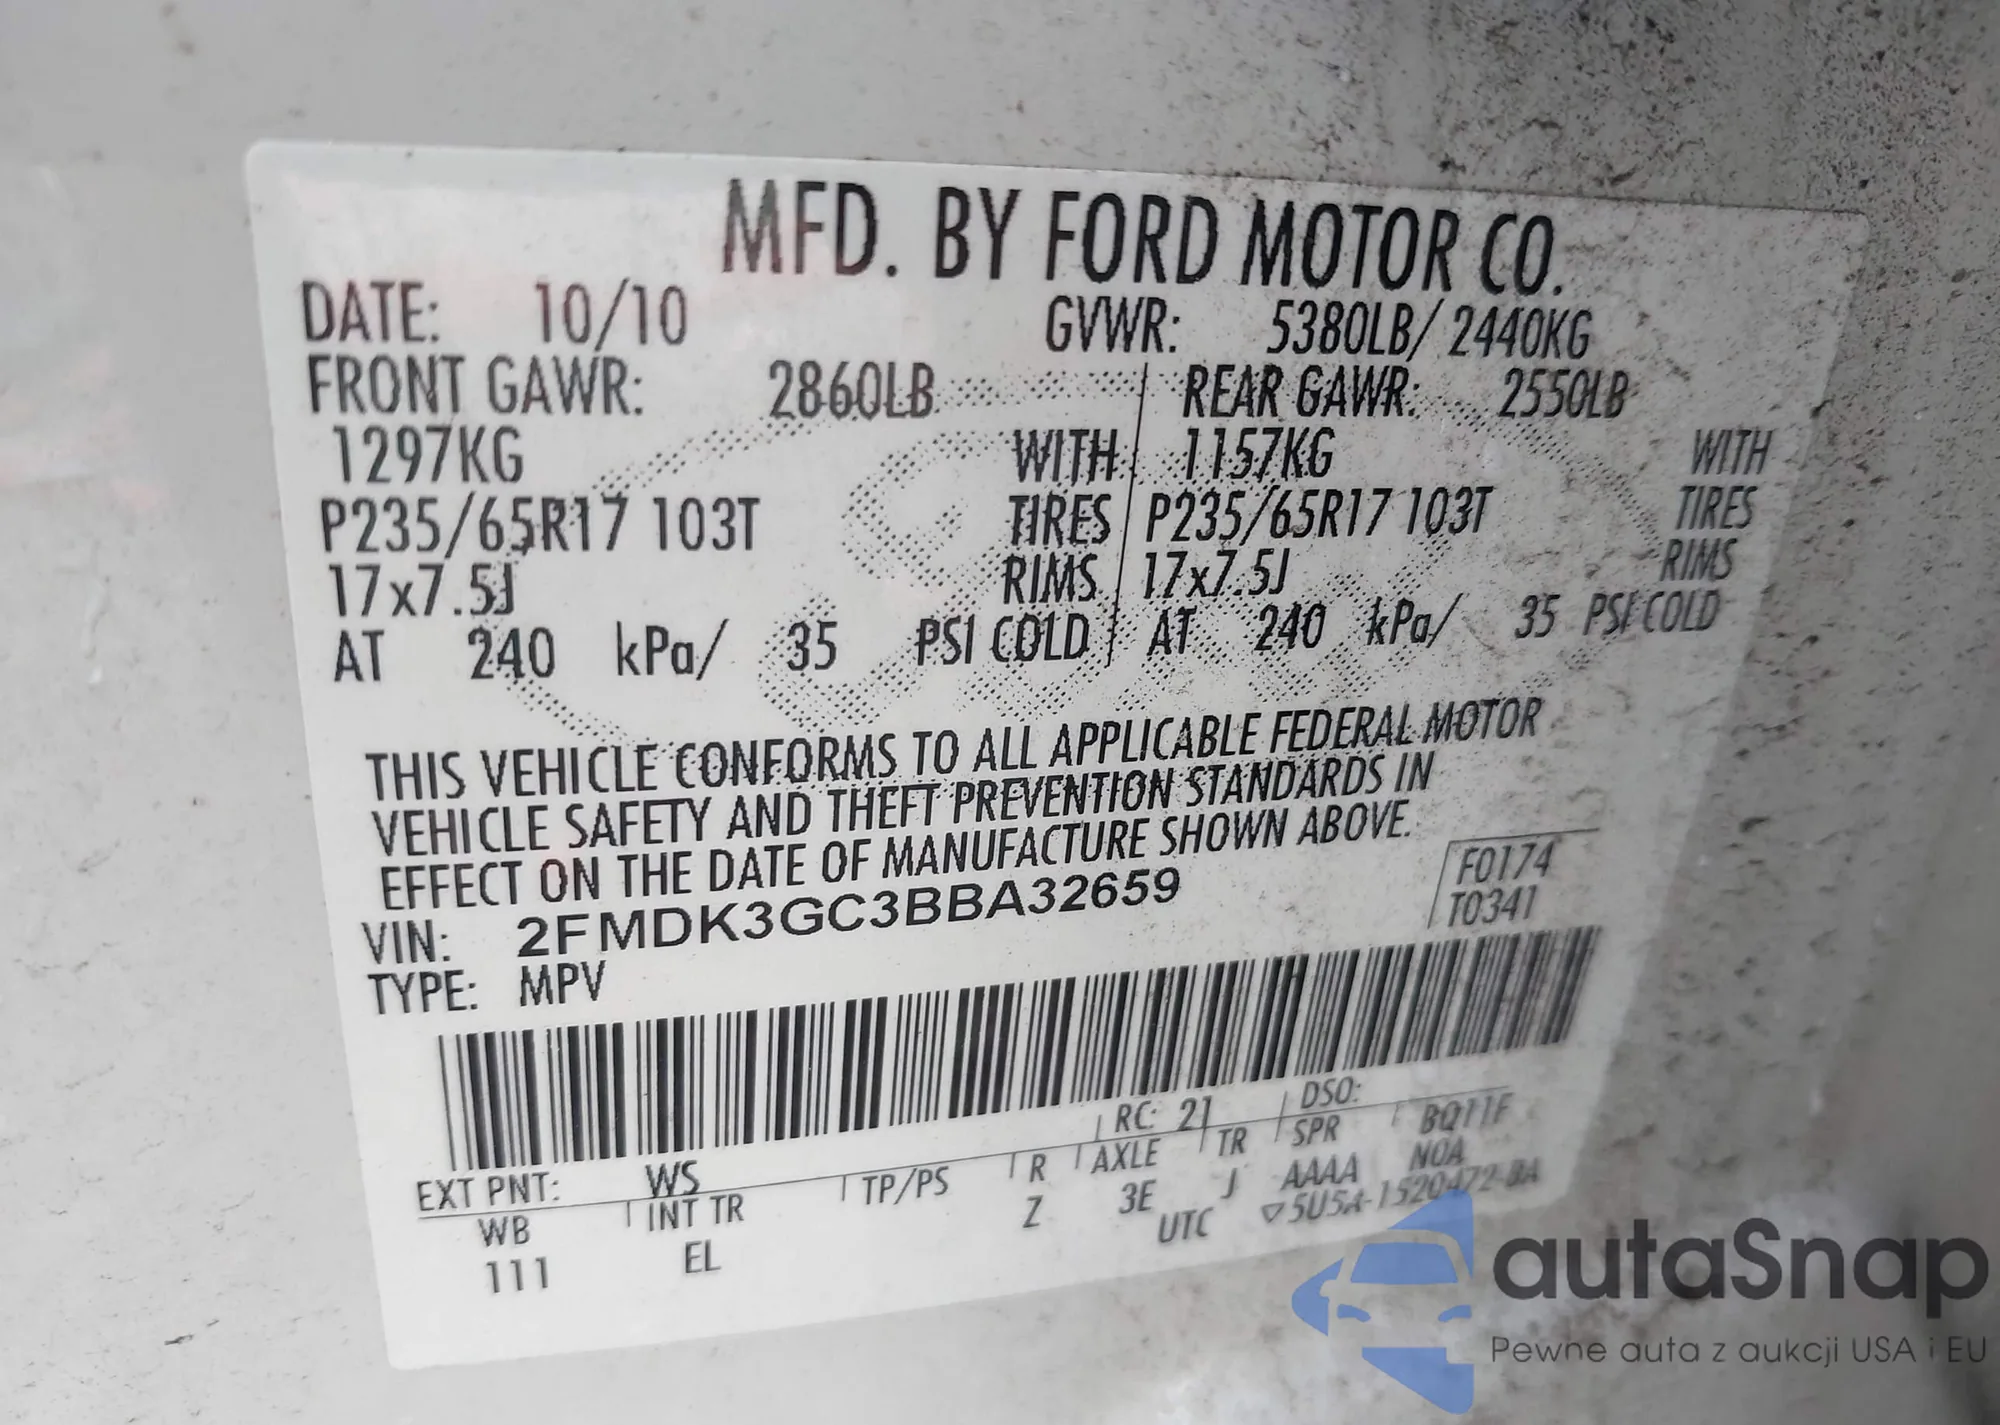 MFD. BY FORD MOTOR CO.
DATE: 10/10 GVWR: 5380LB/ 2440KG
FRONT GAWR: 2860LB REAR GAWR: 2550LB
1297KG WITH 1157KG WITH
P235/65R17 103T TIRES P235/65R17 103T TIRES
17x7.5J RIMS 17x7.5J RIMS
AT 240 kPa/ 35 PSI COLD AT 240 kPa/ 35 PSI COLD
THIS VEHICLE CONFORMS TO ALL APPLICABLE FEDERAL MOTOR
VEHICLE SAFETY AND THEFT PREVENTION STANDARDS IN
EFFECT ON THE DATE OF MANUFACTURE SHOWN ABOVE.
VIN: 2FMDK3GC3BBA32659
F0174
T0341
TYPE: MPV
EXT PNT: WS RC: 21 DSO:
WB INT TR TP/PS R AXLE TR SPR BQ11F
111 EL Z 3E J AAAA NOA
UTC ▽5U5A-1520472-BA
autaSnap
Pewne auta z aukcji USA i EU